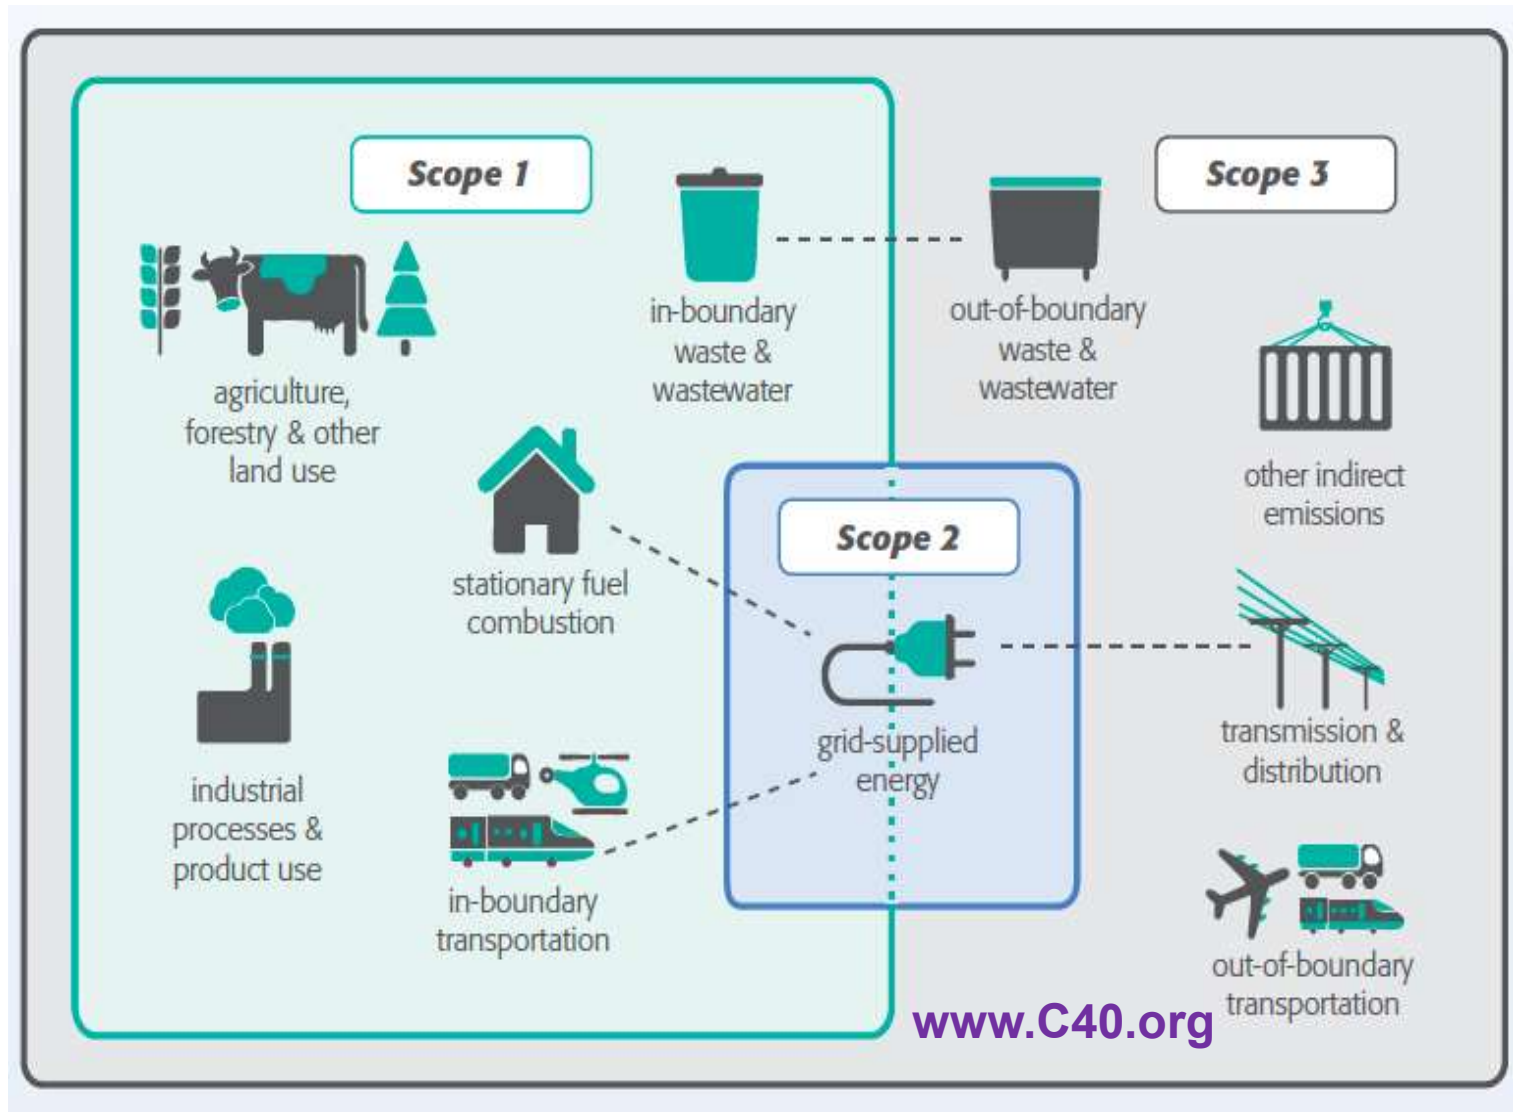 Scope 1
Scope 3
in-boundary
waste &
wastewater
out-of-boundary
waste &
wastewater
agriculture,
forestry & other
land use
other indirect
emissions
Scope 2
stationary fuel
combustion
grid-supplied
energy
transmission &
distribution
industrial
processes &
product use
in-boundary
transportation
out-of-boundary
transportation
www.C40.org